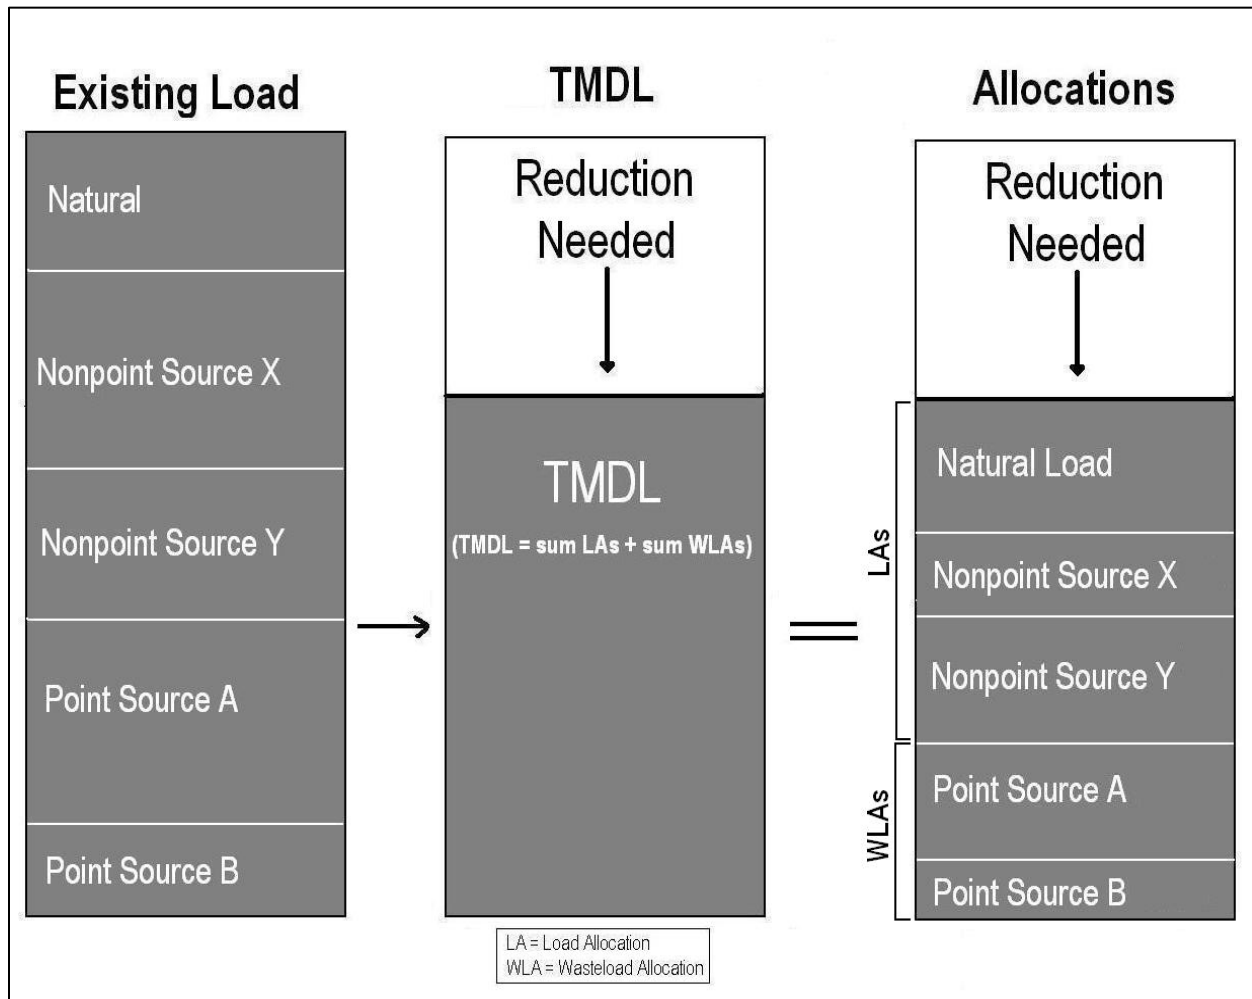 Existing Load
Natural
Nonpoint Source X
Nonpoint Source Y
Point Source A
Point Source B
TMDL
Reduction
Needed
TMDL
(TMDL = sum LAs + sum WLAs)
Allocations
Reduction
Needed
LAs
Natural Load
Nonpoint Source X
Nonpoint Source Y
WLAs
Point Source A
Point Source B
LA = Load Allocation
WLA = Wasteload Allocation